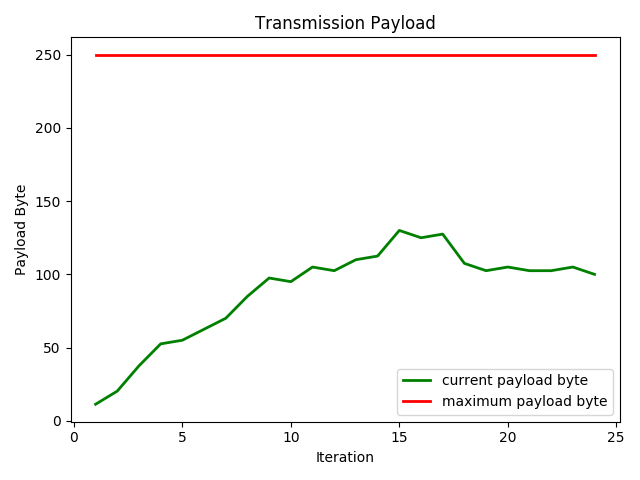 Transmission Payload
250
200
150
100
50
0
Payload Byte
0 5 10 15 20 25
Iteration
current payload byte
maximum payload byte